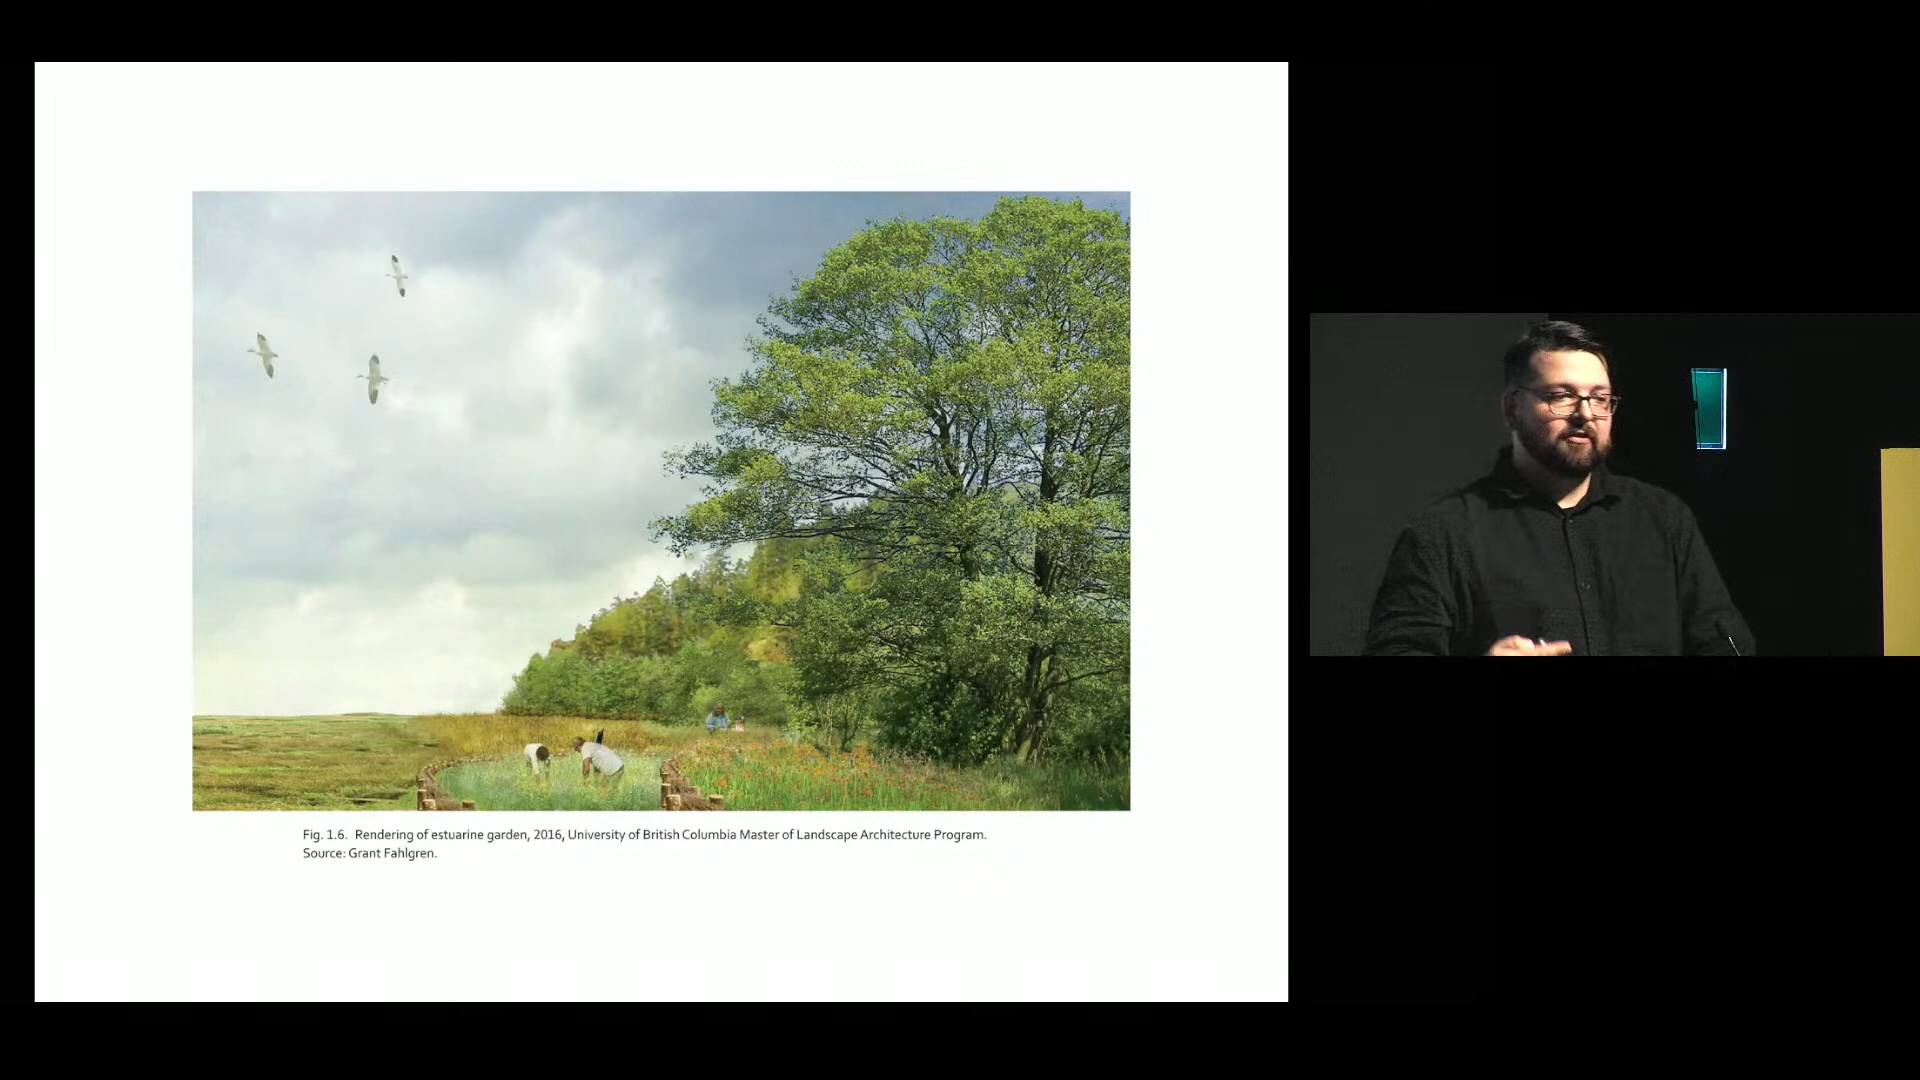 Fig. 1.6. Rendering of estuarine garden, 2016, University of British Columbia Master of Landscape Architecture Program.
Source: Grant Fahlgren.